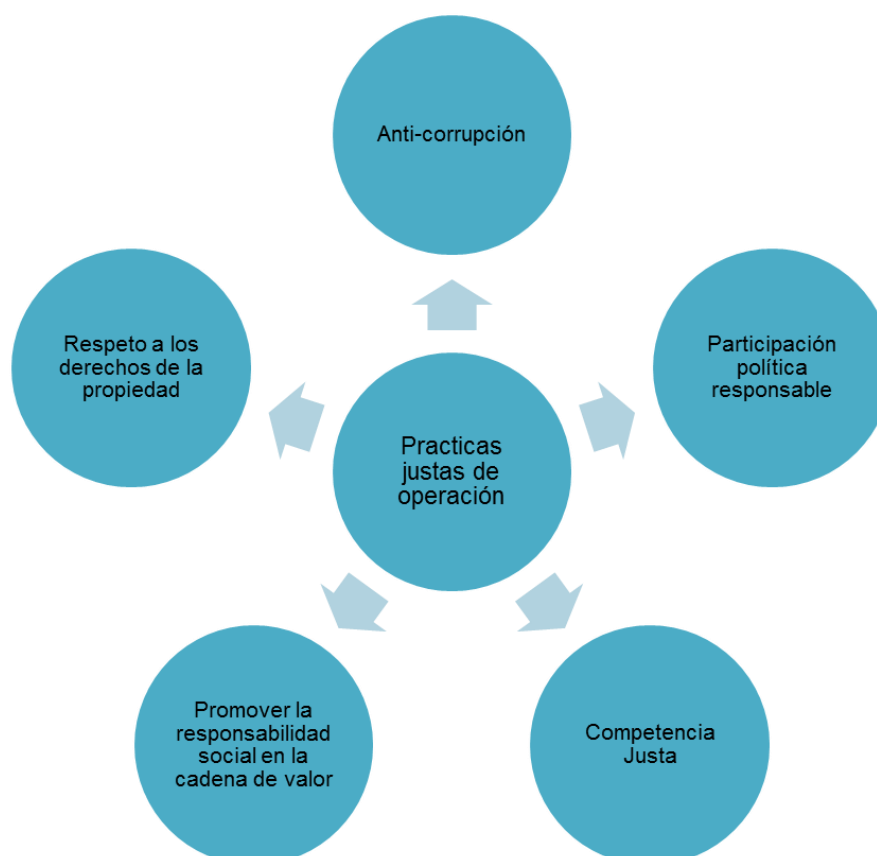 Anti-corrupción
Respeto a los
derechos de la
propiedad
Participación
política
responsable
Practicas
justas de
operación
Promover la
responsabilidad
social en la
cadena de valor
Competencia
Justa